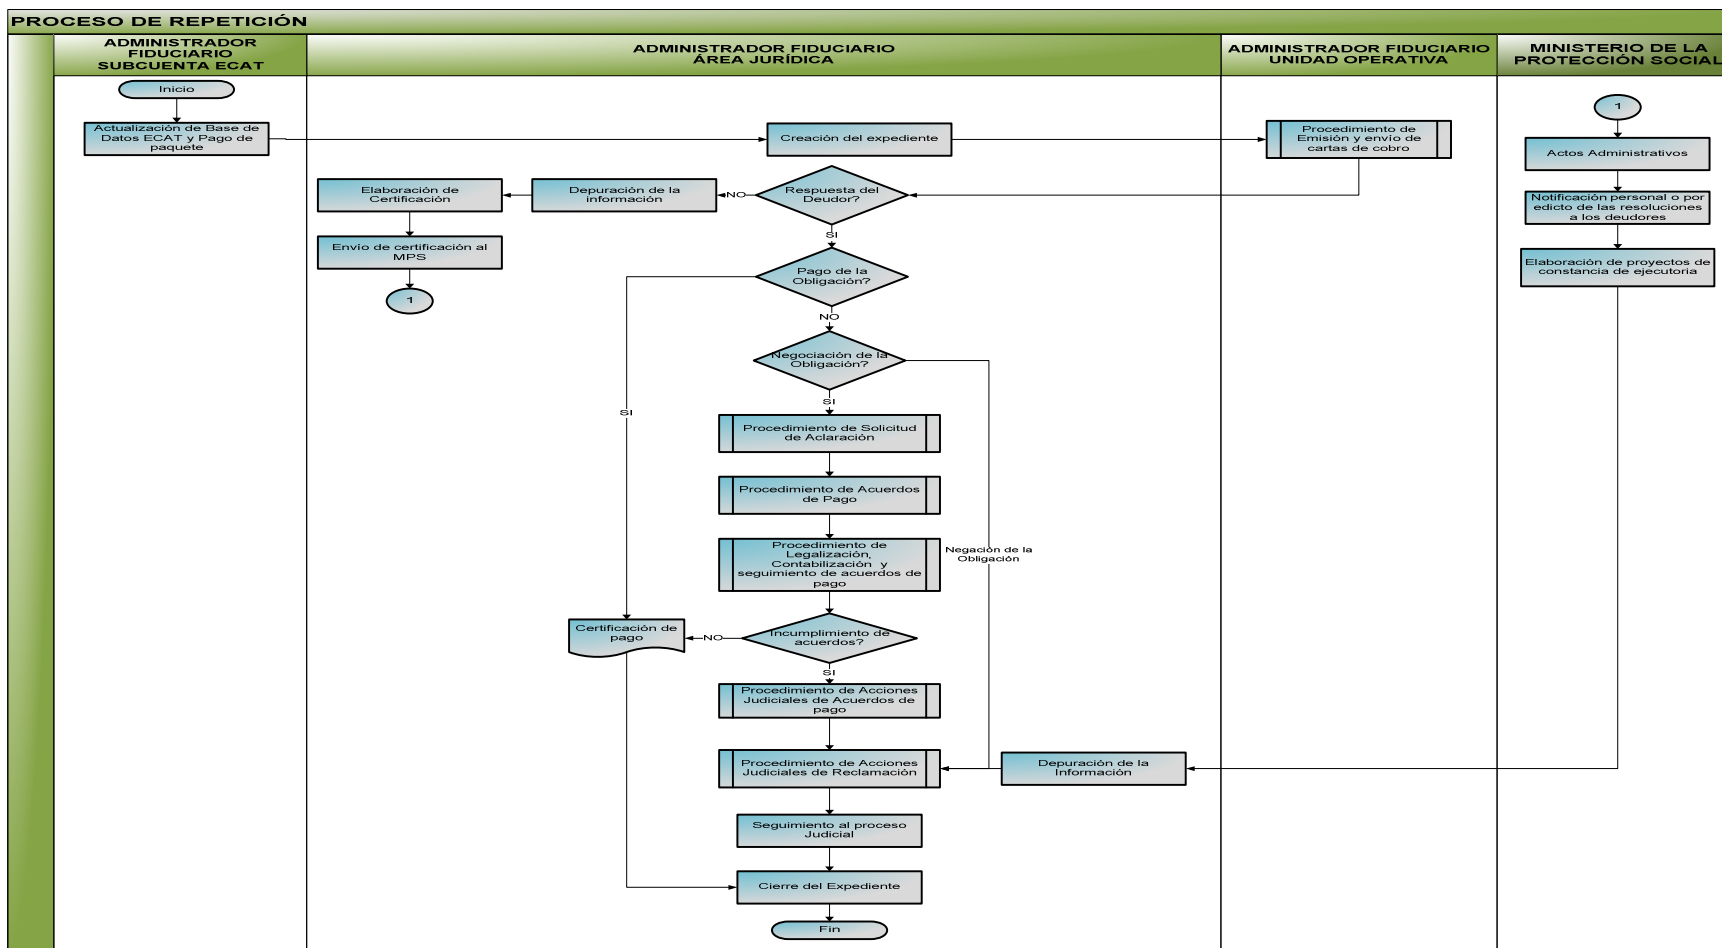 PROCESO DE REPETICIÓN
ADMINISTRADOR
FIDUCIARIO
SUBCUENTA ECAT
ADMINISTRADOR FIDUCIARIO
ÁREA JURÍDICA
ADMINISTRADOR FIDUCIARIO
UNIDAD OPERATIVA
MINISTERIO DE LA
PROTECCIÓN SOCIAL
Inicio
Actualización de Base de
Datos ECAT y Pago de
paquete
Creación del expediente
Procedimiento de
Emisión y envío de
cartas de cobro
Respuesta del
Deudor?
NO
Depuración de la
información
Elaboración de
Certificación
Envío de certificación al
MPS
1
SI
Pago de la
Obligación?
SI
NO
Negociación de la
Obligación?
SI
Negación de la
Obligación
Procedimiento de Solicitud
de Aclaración
Procedimiento de Acuerdos
de Pago
Procedimiento de
Legalización,
Contabilización y
seguimiento de acuerdos de
pago
Incumplimiento de
acuerdos?
NO
Certificación de
pago
SI
Procedimiento de Acciones
Judiciales de Acuerdos de
pago
Procedimiento de Acciones
Judiciales de Reclamación
Depuración de la
Información
Seguimiento al proceso
Judicial
Cierre del Expediente
Fin
1
Actos Administrativos
Notificación personal o por
edicto de las resoluciones
a los deudores
Elaboración de proyectos de
constancia de ejecutoria